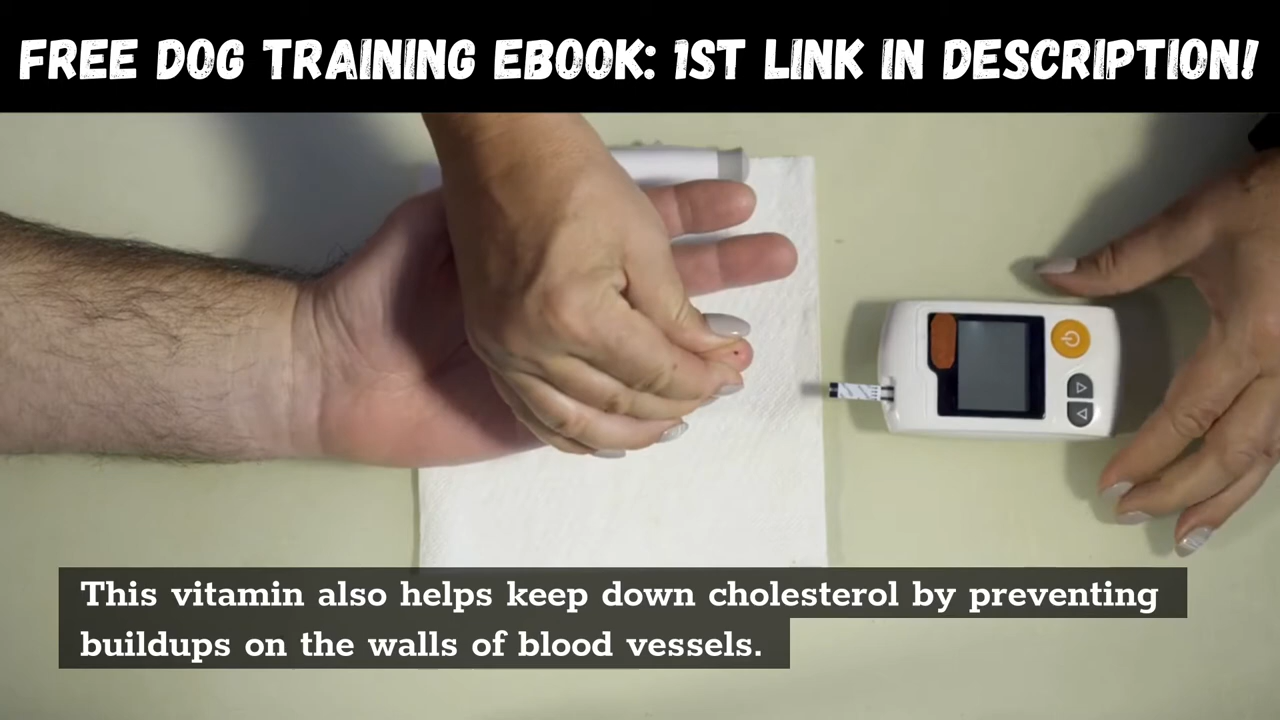 FREE DOG TRAINING EBOOK: 1ST LINK IN DESCRIPTION!
This vitamin also helps keep down cholesterol by preventing
buildups on the walls of blood vessels.